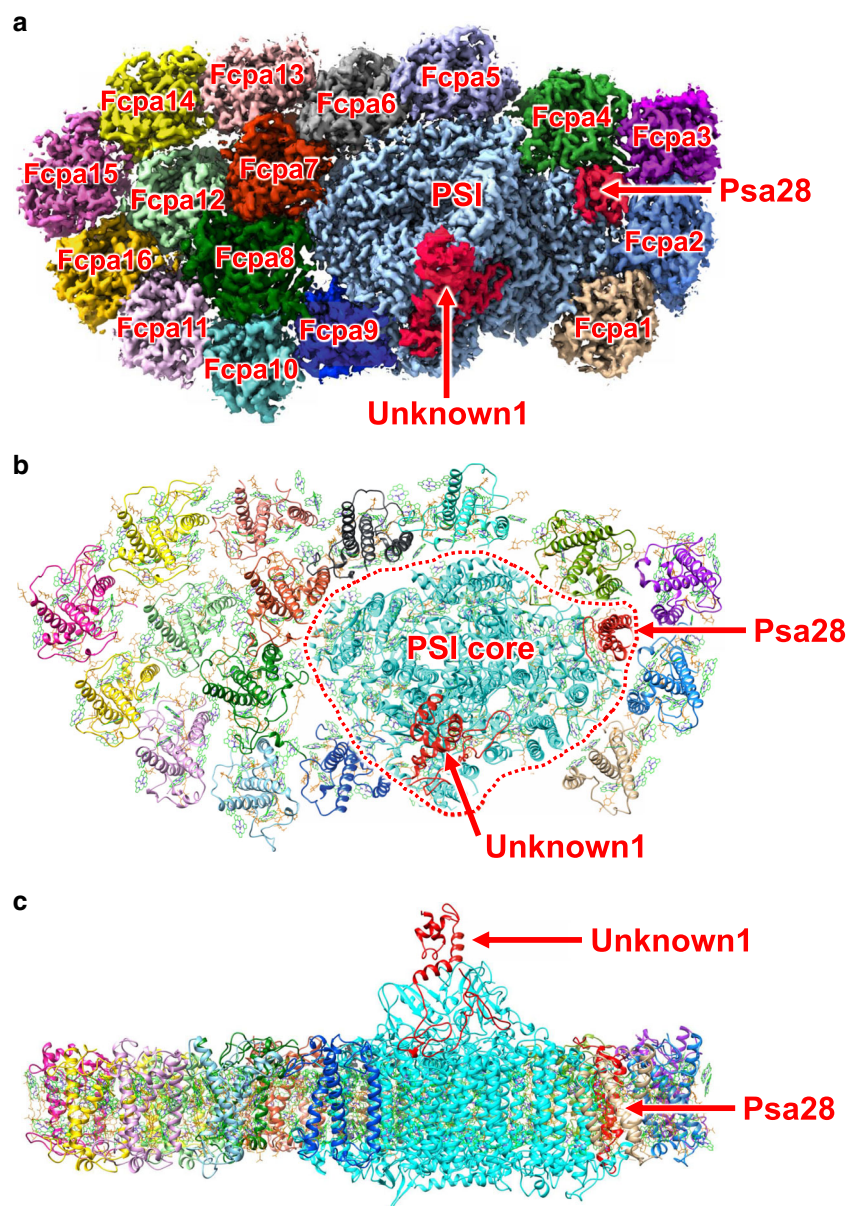 a
Fcpa13
Fcpa5
Fcpa14
Fcpa6
Fcpa4
Fcpa3
Fcpa15
Fcpa7
Fcpa12
PSI
Psa28
Fcpa16
Fcpa8
Fcpa2
Fcpa11
Fcpa9
Fcpa1
Fcpa10
Unknown1
b
PSI core
Psa28
Unknown1
c
Unknown1
Psa28